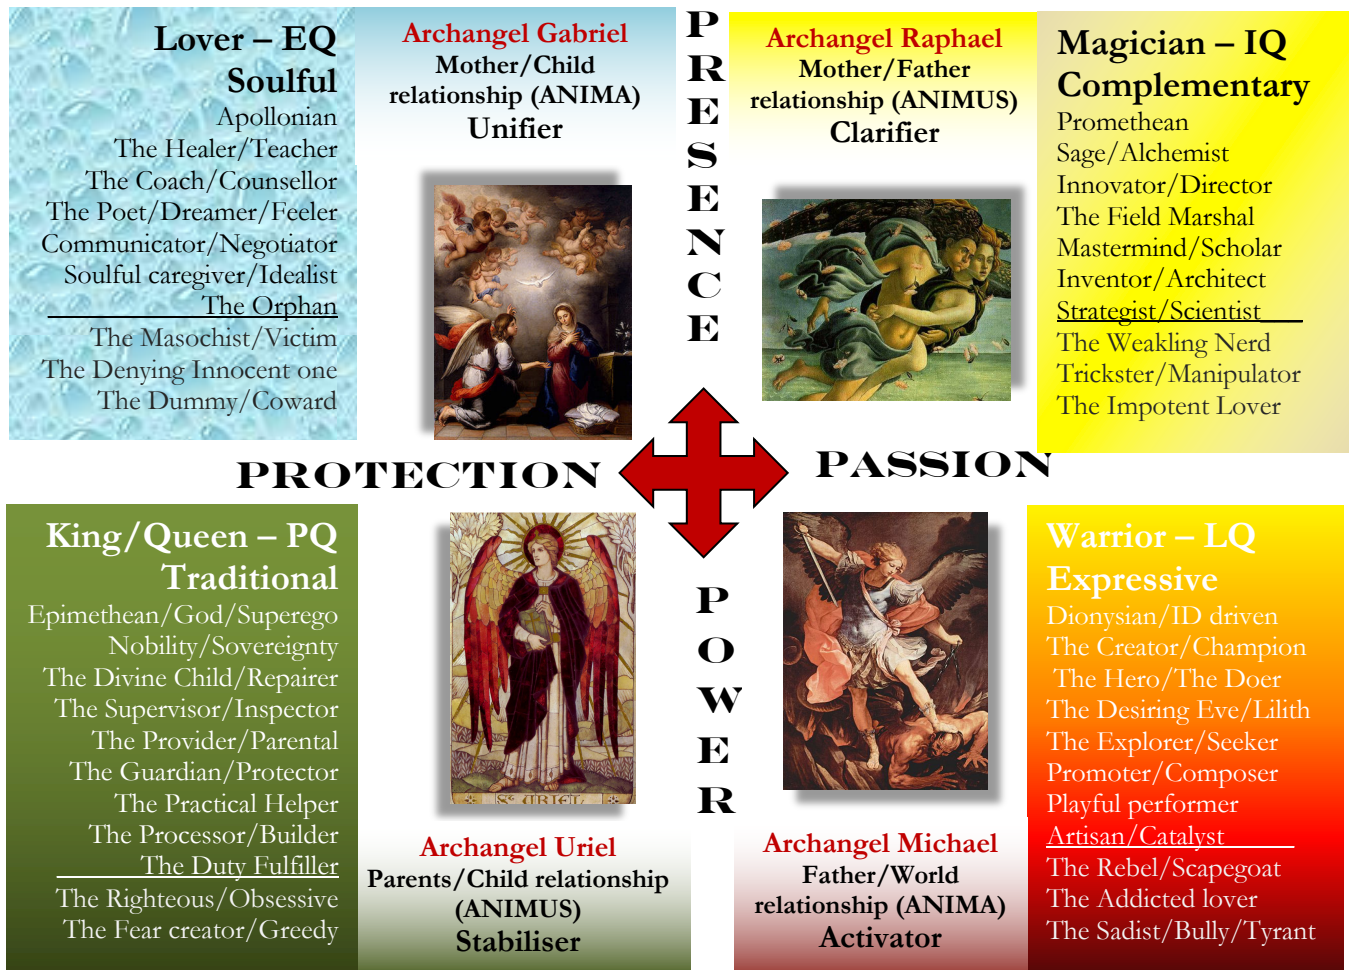 Lover – EQ
Soulful
Apollonian
The Healer/Teacher
The Coach/Counsellor
The Poet/Dreamer/Feeler
Communicator/Negotiator
Soulful caregiver/Idealist
The Orphan
The Masochist/Victim
The Denying Innocent one
The Dummy/Coward
Archangel Gabriel
Mother/Child
relationship (ANIMA)
Unifier
PRESENCE
Archangel Raphael
Mother/Father
relationship (ANIMUS)
Clarifier
Magician – IQ
Complementary
Promethean
Sage/Alchemist
Innovator/Director
The Field Marshal
Mastermind/Scholar
Inventor/Architect
Strategist/Scientist
The Weakling Nerd
Trickster/Manipulator
The Impotent Lover
PROTECTION
PASSION
King/Queen – PQ
Traditional
Epimethean/God/Superego
Nobility/Sovereignty
The Divine Child/Repairer
The Supervisor/Inspector
The Provider/Parental
The Guardian/Protector
The Practical Helper
The Processor/Builder
The Duty Fulfiller
The Righteous/Obsessive
The Fear creator/Greedy
ST URIEL
Archangel Uriel
Parents/Child relationship
(ANIMUS)
Stabiliser
POWER
Archangel Michael
Father/World
relationship (ANIMA)
Activator
Warrior – LQ
Expressive
Dionysian/ID driven
The Creator/Champion
The Hero/The Doer
The Desiring Eve/Lilith
The Explorer/Seeker
Promoter/Composer
Playful performer
Artisan/Catalyst
The Rebel/Scapegoat
The Addicted lover
The Sadist/Bully/Tyrant